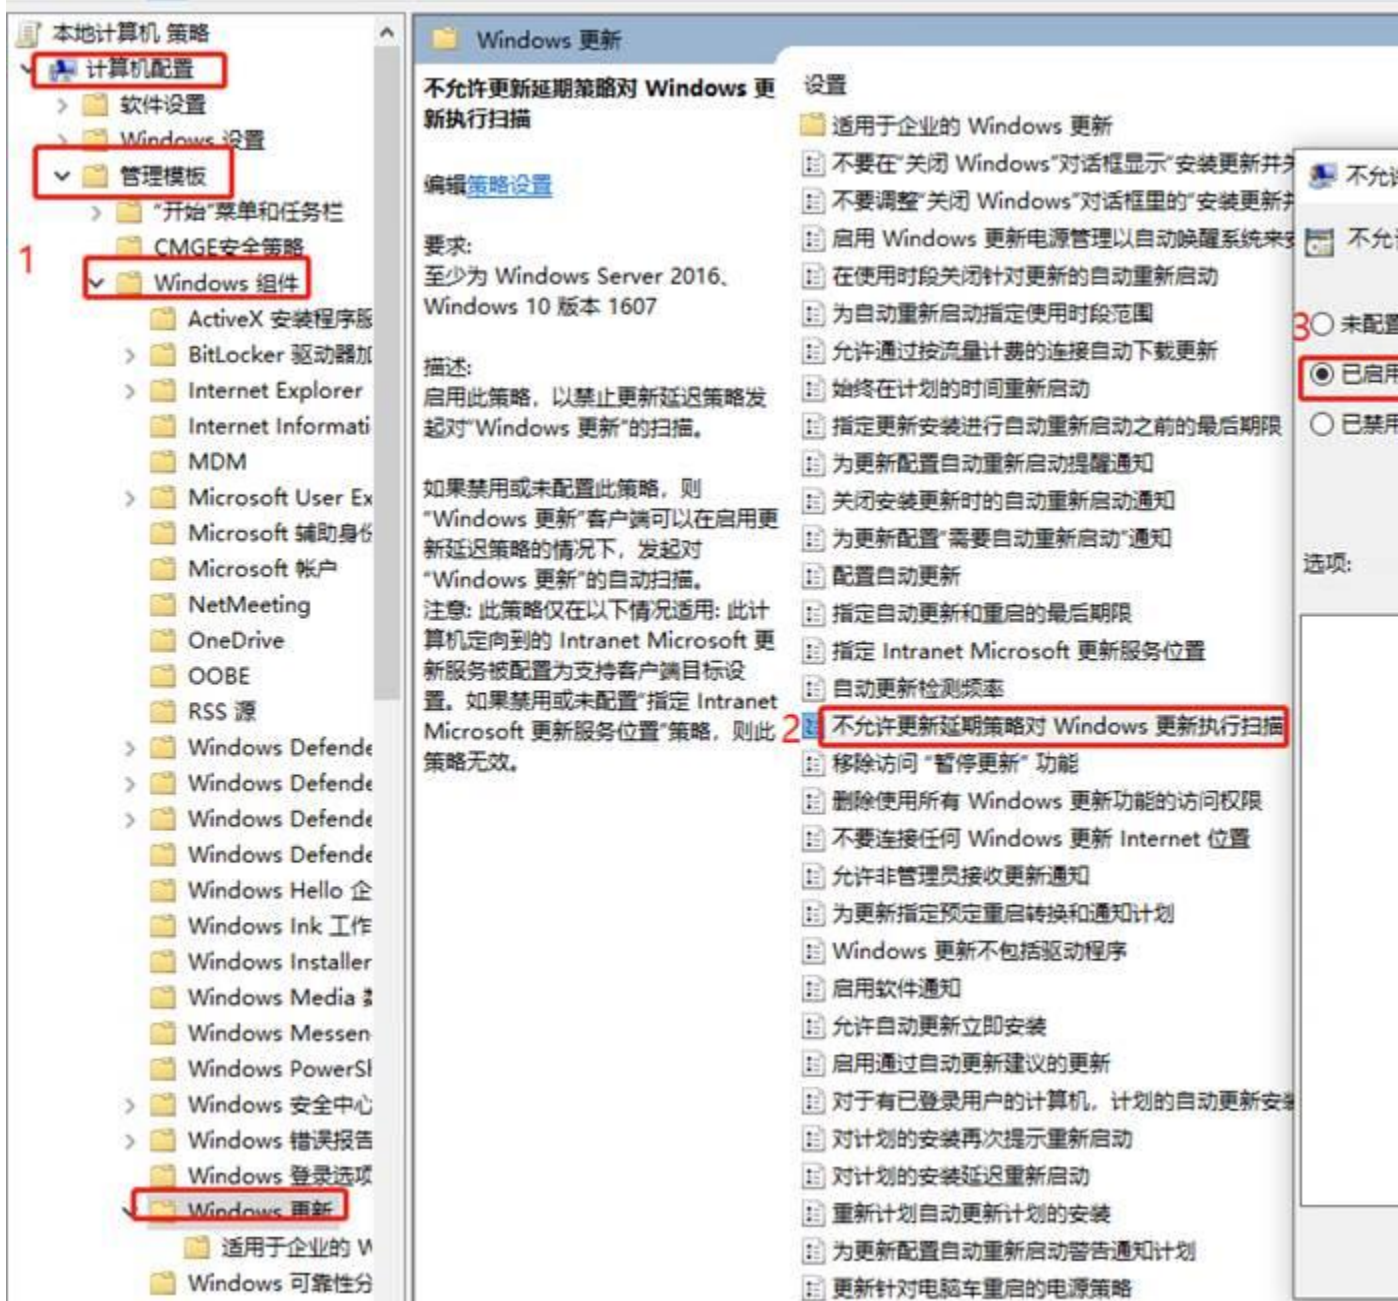 本地计算机 策略
计算机配置
软件设置
Windows 设置
管理模板
"开始"菜单和任务栏
CMGE安全策略
1
Windows 组件
ActiveX 安装程序服
BitLocker 驱动器加
Internet Explorer
Internet Informati
MDM
Microsoft User Ex
Microsoft 辅助身份
Microsoft 帐户
NetMeeting
OneDrive
OOBE
RSS 源
Windows Defende
Windows Defende
Windows Defende
Windows Defende
Windows Hello 企
Windows Ink 工作
Windows Installer
Windows Media
Windows Messen
Windows PowerSh
Windows 安全中心
Windows 错误报告
Windows 登录选项
Windows 更新
适用于企业的 W
Windows 可靠性分
Windows 更新
不允许更新延期策略对 Windows 更
新执行扫描
编辑策略设置
要求:
至少为 Windows Server 2016、
Windows 10 版本 1607
描述:
启用此策略，以禁止更新延迟策略发
起对"Windows 更新"的扫描。
如果禁用或未配置此策略，则
"Windows 更新"客户端可以在启用更
新延迟策略的情况下，发起对
"Windows 更新"的自动扫描。
注意: 此策略仅在以下情况适用: 此计
算机定向到的 Intranet Microsoft 更
新服务被配置为支持客户端目标设
置。如果禁用或未配置"指定 Intranet
Microsoft 更新服务位置"策略，则此
策略无效。
设置
适用于企业的 Windows 更新
不要在"关闭 Windows"对话框显示"安装更新并关
不要调整"关闭 Windows"对话框里的"安装更新并
启用 Windows 更新电源管理以自动唤醒系统来安
在使用时段关闭针对更新的自动重新启动
为自动重新启动指定使用时段范围
允许通过按流量计费的连接自动下载更新
始终在计划的时间重新启动
指定更新安装进行自动重新启动之前的最后期限
为更新配置自动重新启动提醒通知
关闭安装更新时的自动重新启动通知
为更新配置"需要自动重新启动"通知
配置自动更新
指定自动更新和重启的最后期限
指定 Intranet Microsoft 更新服务位置
自动更新检测频率
2
不允许更新延期策略对 Windows 更新执行扫描
移除访问 "暂停更新" 功能
删除使用所有 Windows 更新功能的访问权限
不要连接任何 Windows 更新 Internet 位置
允许非管理员接收更新通知
为更新指定预定重启转换和通知计划
Windows 更新不包括驱动程序
启用软件通知
允许自动更新立即安装
启用通过自动更新建议的更新
对于有已登录用户的计算机，计划的自动更新安装
对计划的安装再次提示重新启动
对计划的安装延迟重新启动
重新计划自动更新计划的安装
为更新配置自动重新启动警告通知计划
更新针对电脑车重启的电源策略
不允许
不允许
3
未配置
已启用
已禁用
选项: